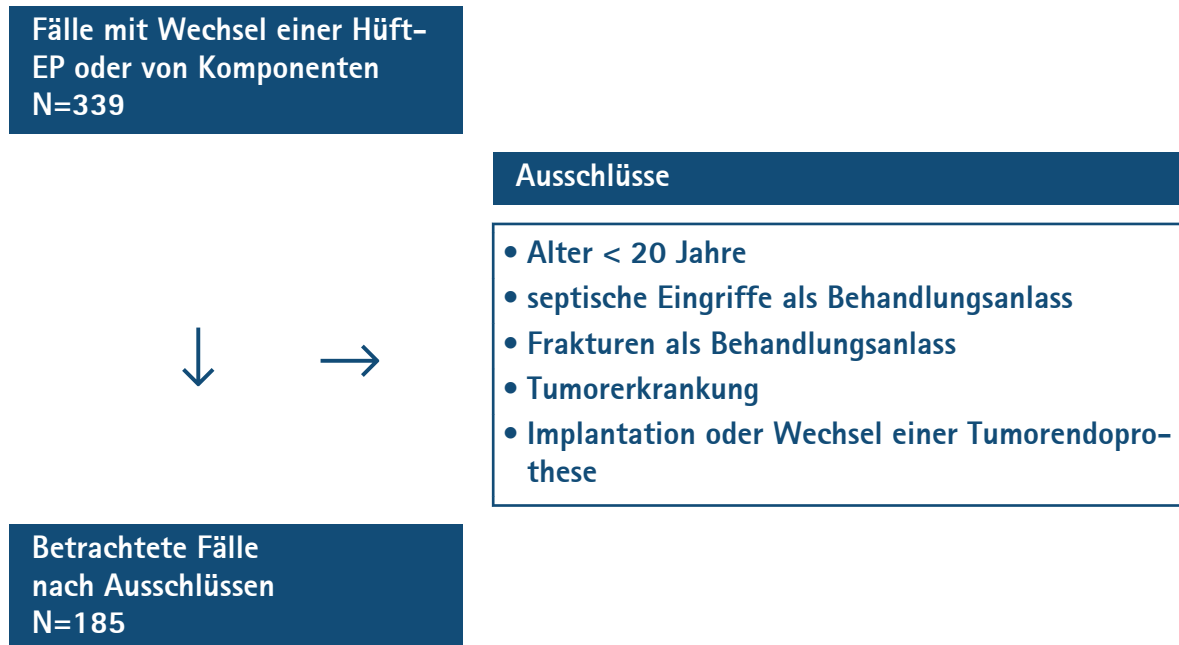 Fälle mit Wechsel einer Hüft-
EP oder von Komponenten
N=339
Ausschlüsse
• Alter < 20 Jahre
• septische Eingriffe als Behandlungsanlass
• Frakturen als Behandlungsanlass
• Tumorerkrankung
• Implantation oder Wechsel einer Tumorendopro-
these
Betrachtete Fälle
nach Ausschlüssen
N=185